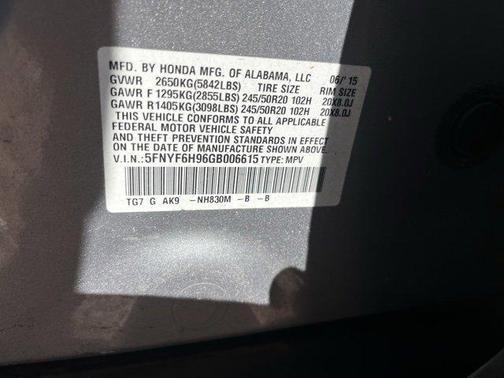 MFD. BY HONDA MFG. OF ALABAMA, LLC 06/'15
GVWR 2650KG(5842LBS) TIRE SIZE RIM SIZE
GAWR F 1295KG(2855LBS) 245/50R20 102H 20X8.0J
GAWR R 1405KG(3098LBS) 245/50R20 102H 20X8.0J
THIS VEHICLE CONFORMS TO ALL APPLICABLE
FEDERAL MOTOR VEHICLE SAFETY
AND THEFT PREVENTION STANDARDS IN EFFECT
ON THE DATE OF MANUFACTURE SHOWN ABOVE.
V.I.N.: 5FNYF6H96GB006615 TYPE: MPV
TG7 G AK9 -NH830M -B -B